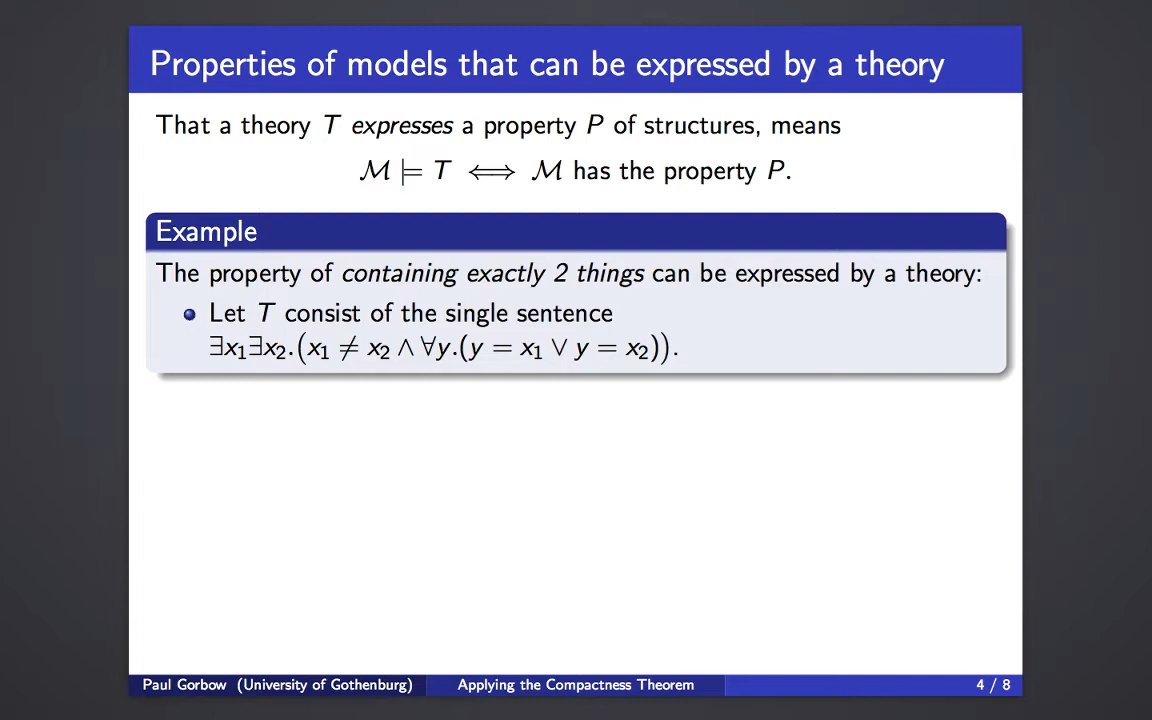 Properties of models that can be expressed by a theory
That a theory T expresses a property P of structures, means
ℳ ⊨ T ⟺ ℳ has the property P.
Example
The property of containing exactly 2 things can be expressed by a theory:
Let T consist of the single sentence
∃x₁∃x₂.(x₁ ≠ x₂ ∧ ∀y.(y = x₁ ∨ y = x₂)).
Paul Gorbow (University of Gothenburg) Applying the Compactness Theorem 4 / 8